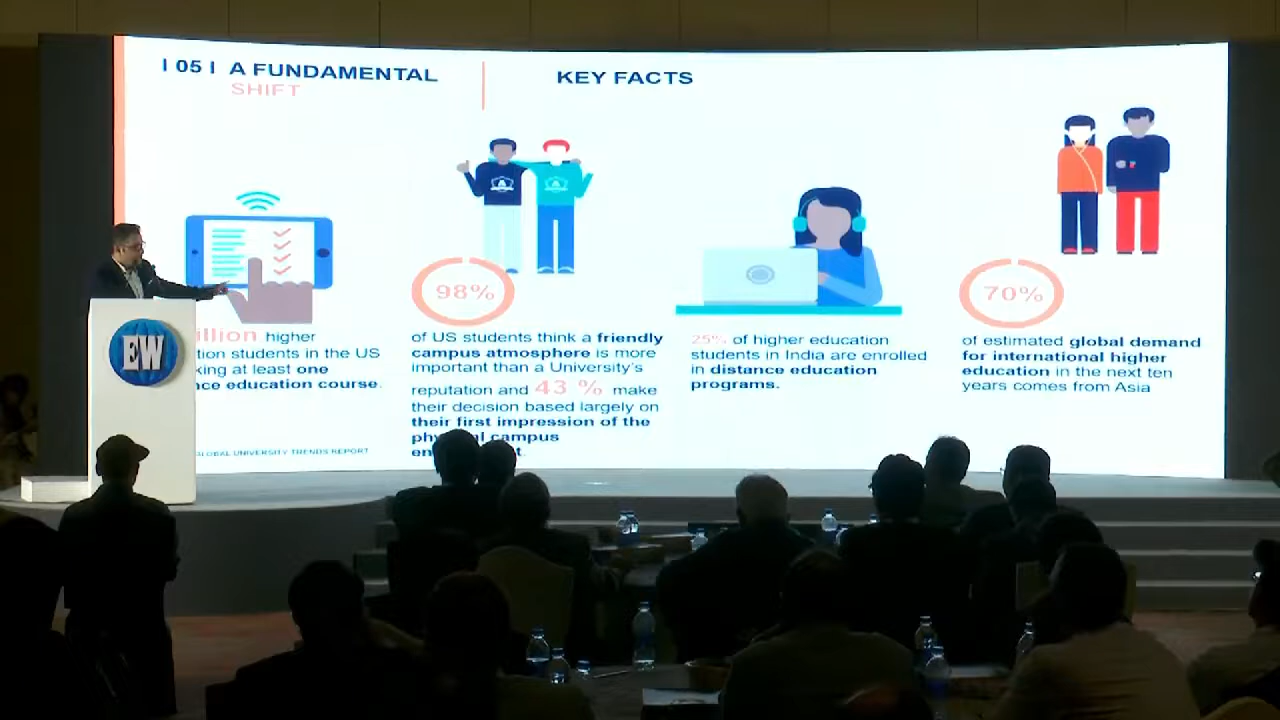 I 05 I A FUNDAMENTAL
SHIFT
KEY FACTS
98%
70%
EW
higher
students in the US
at least one
education course.
of US students think a friendly
campus atmosphere is more
important than a University's
reputation and 43 % make
their decision based largely on
their first impression of the
campus
25% of higher education
students in India are enrolled
in distance education
programs.
of estimated global demand
for international higher
education in the next ten
years comes from Asia
UNIVERSITY TRENDS REPORT